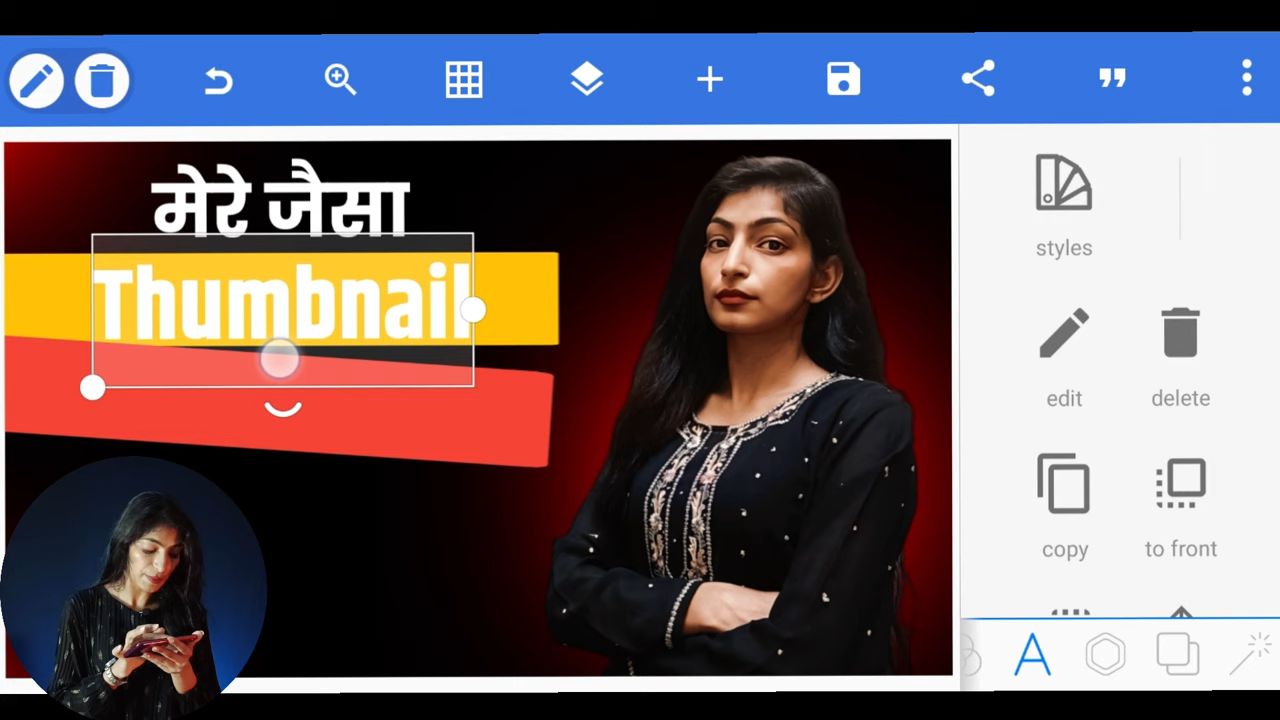 मेरे जैसा
Thumbnail
styles
edit delete
copy to front